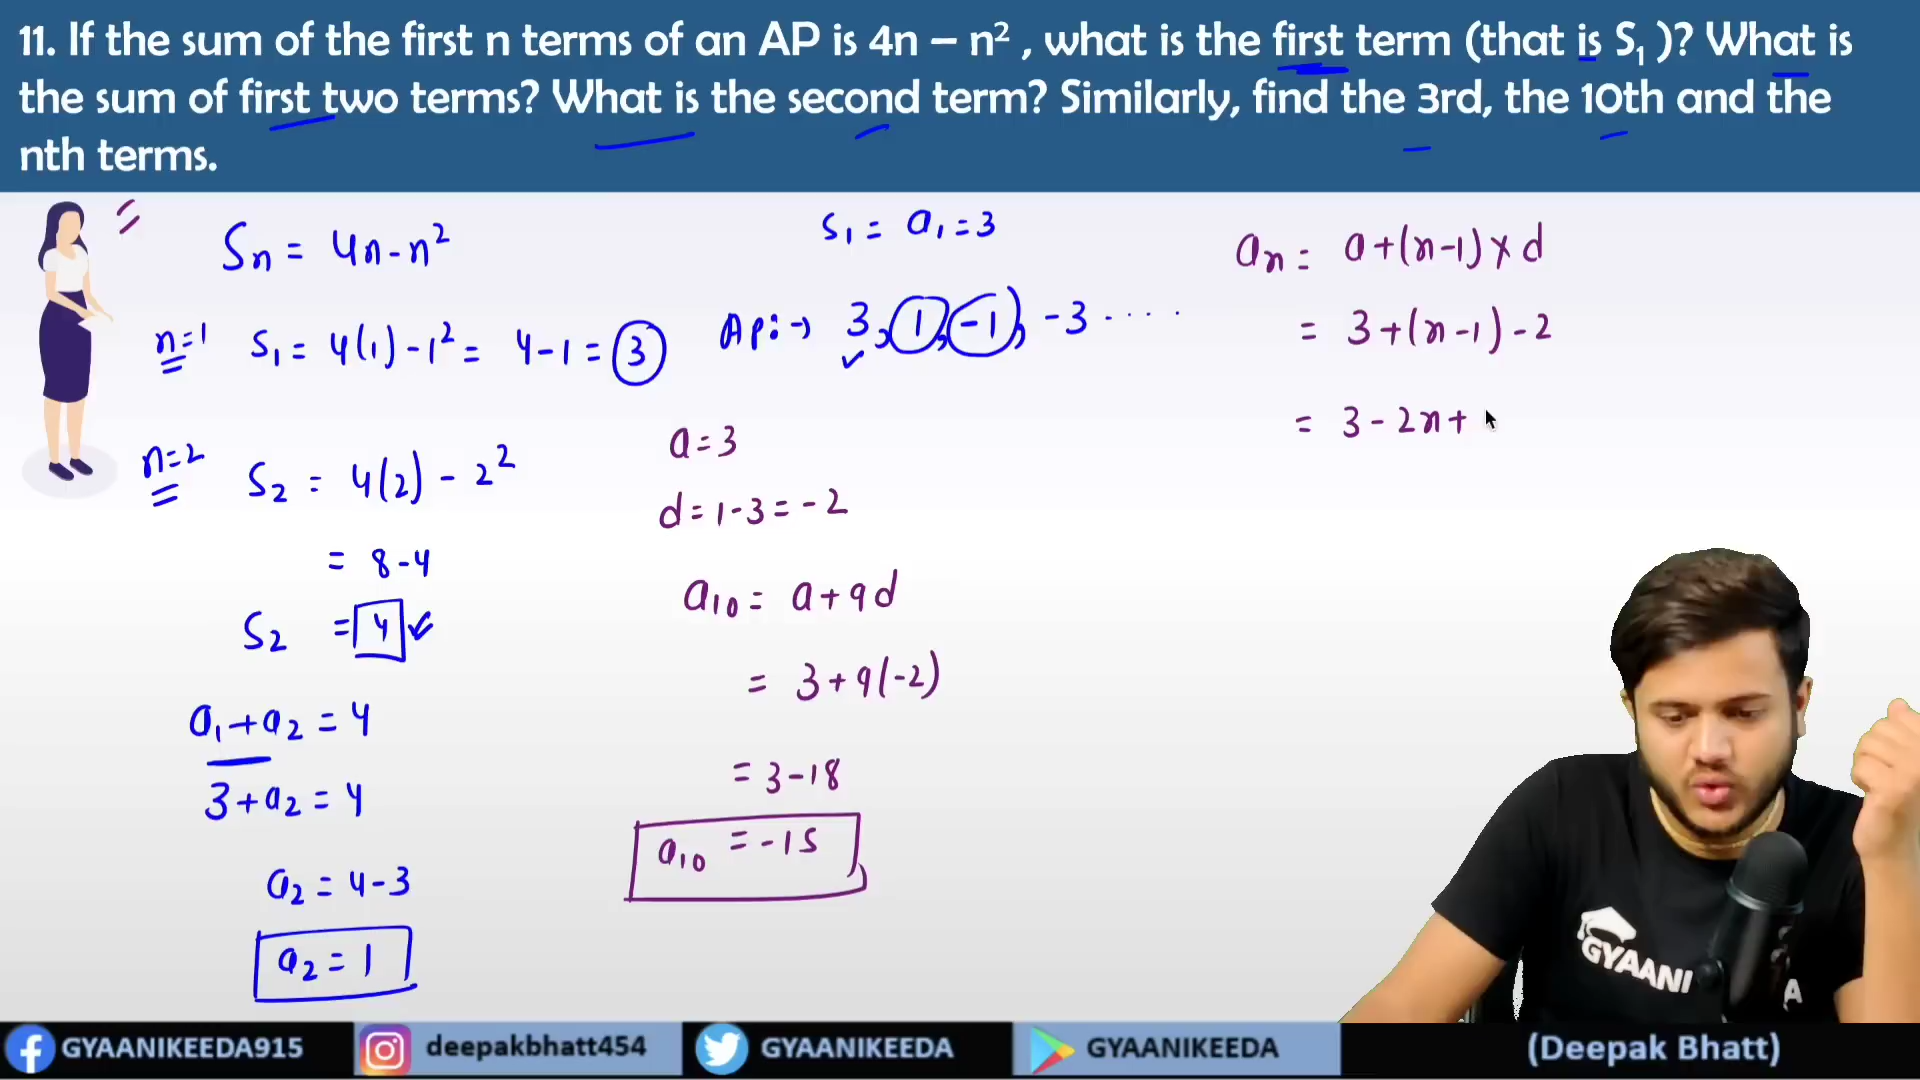 11. If the sum of the first n terms of an AP is 4n – n² , what is the first term (that is S₁ )? What is
the sum of first two terms? What is the second term? Similarly, find the 3rd, the 10th and the
nth terms.
Sn = 4n-n²
n=1 S₁ = 4(1)-1² = 4-1 = 3
n=2 S₂ = 4(2) - 2²
= 8-4
S₂ = 4
a₁+a₂ = 4
3+a₂ = 4
a₂ = 4-3
a₂ = 1
S₁ = a₁ = 3
AP:→ 3, 1, -1, -3 ....
a=3
d = 1-3 = -2
a₁₀ = a+9d
= 3+9(-2)
= 3-18
a₁₀ = -15
an = a+(n-1)×d
= 3+(n-1)-2
= 3-2n+
GYAANI
A
GYAANIKEEDA915
deepakbhatt454
GYAANIKEEDA
GYAANIKEEDA
(Deepak Bhatt)